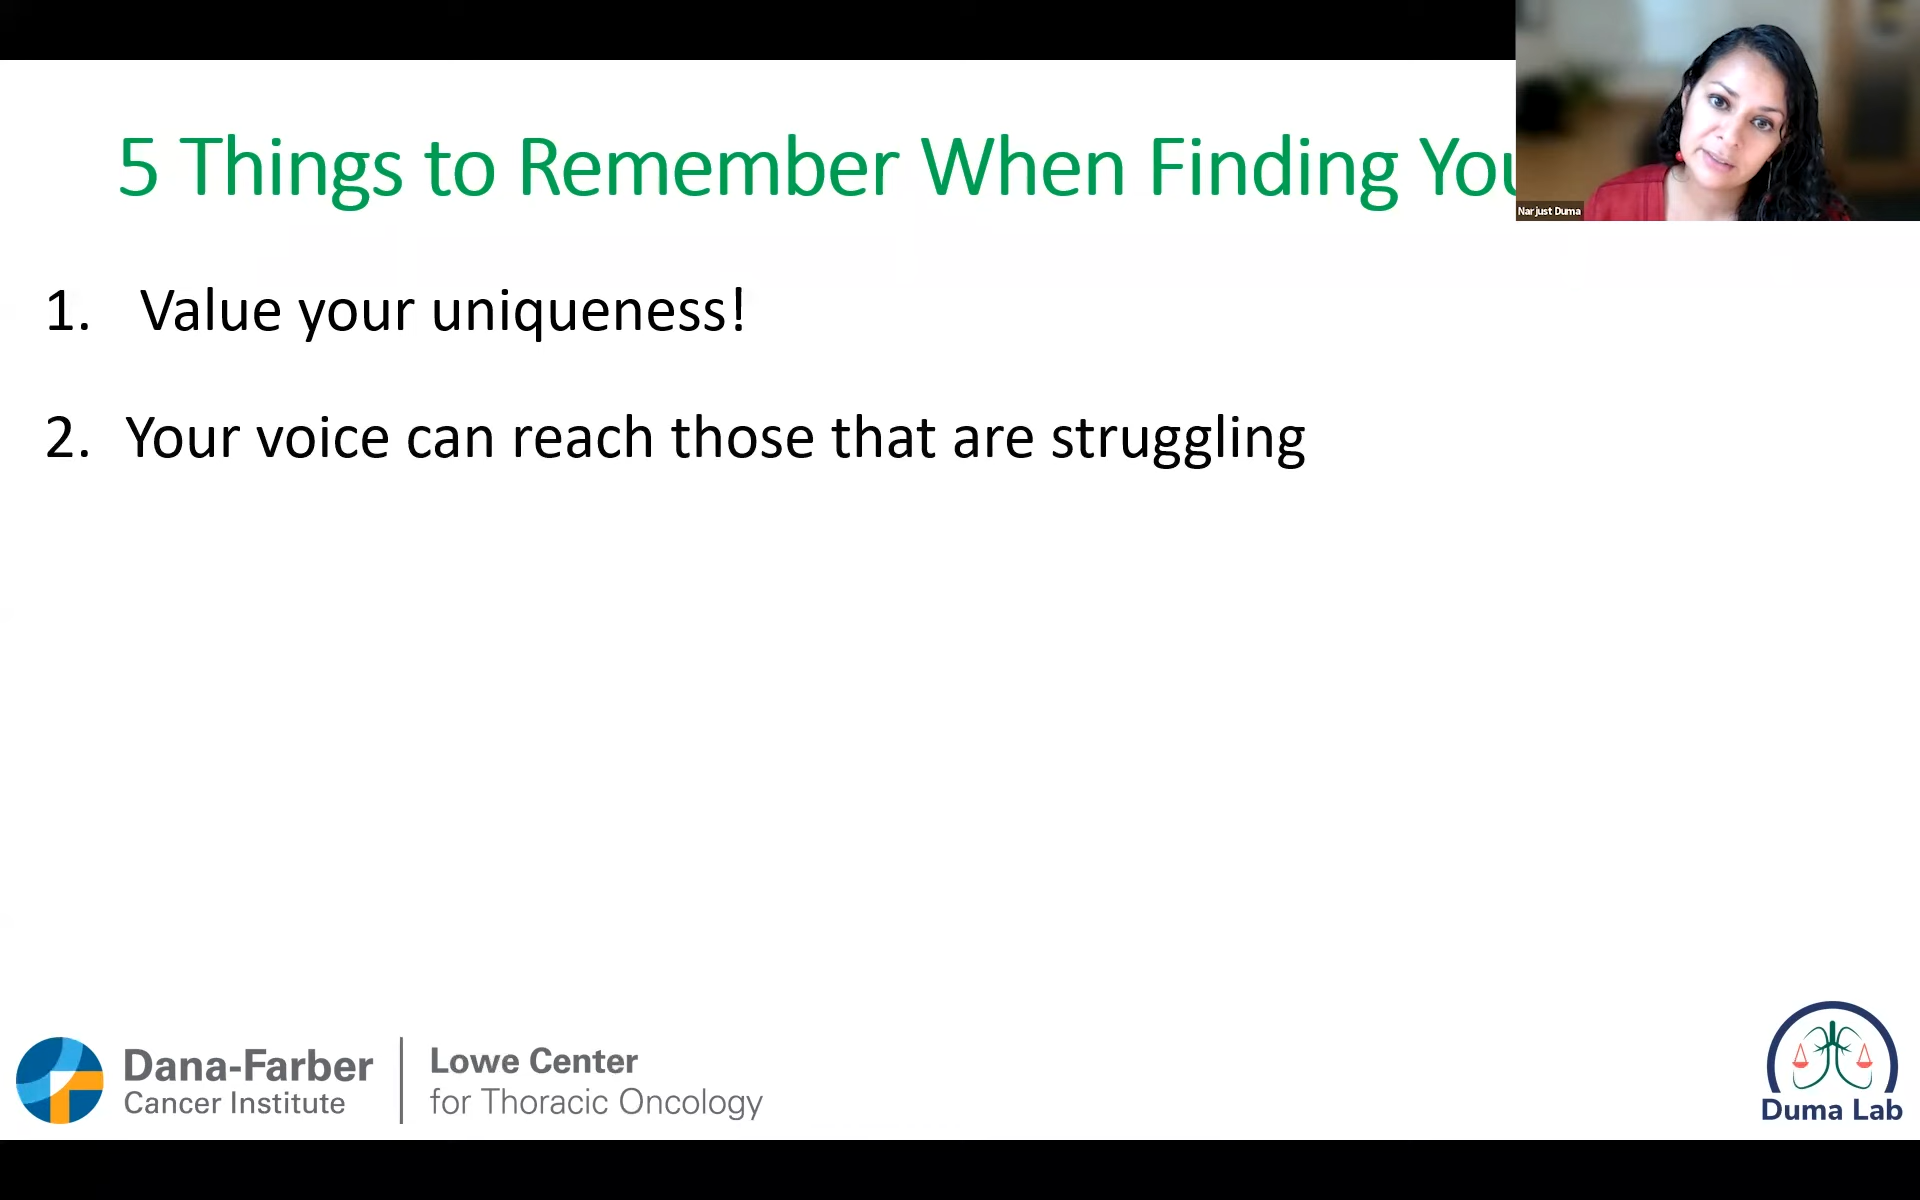 5 Things to Remember When Finding You
Narjust Duma
1. Value your uniqueness!
2. Your voice can reach those that are struggling
Dana-Farber
Cancer Institute
Lowe Center
for Thoracic Oncology
Duma Lab